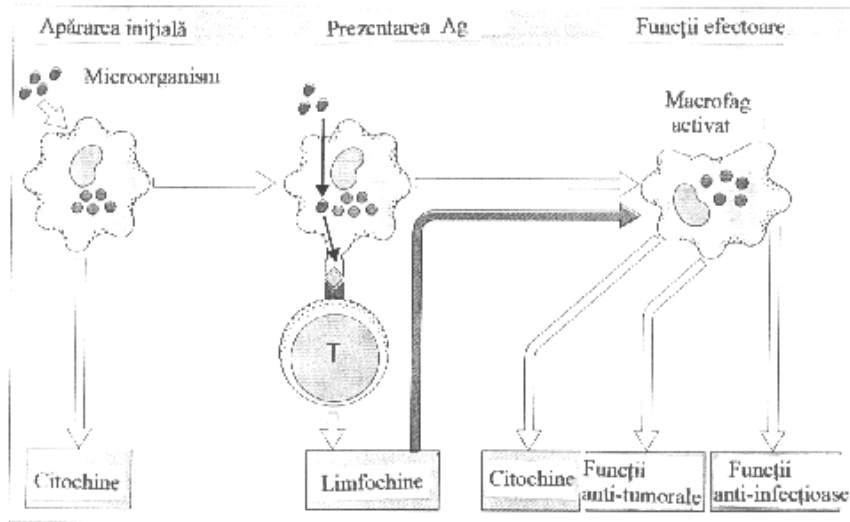 Apărarea inițială
Prezentarea Ag
Funcții efectoare
Microorganism
Macrofag
activat
T
Citochine
Limfochine
Citochine
Funcții
anti-tumorale
Funcții
anti-infecțioase